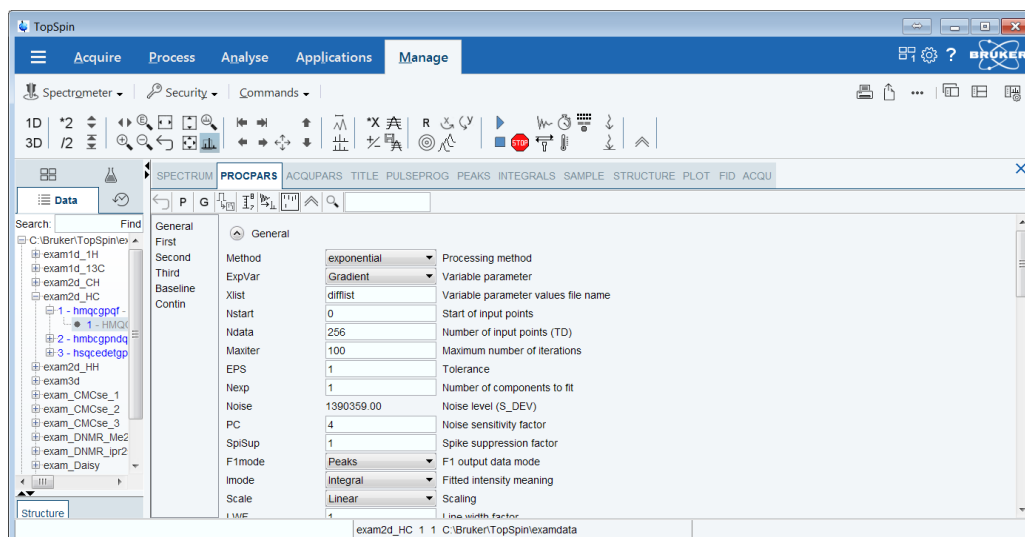 TopSpin
Acquire Process Analyse Applications Manage
BRUKER
Spectrometer Security Commands
1D *2 *X R
3D /2 STOP
SPECTRUM PROCPARS ACQUPARS TITLE PULSEPROG PEAKS INTEGRALS SAMPLE STRUCTURE PLOT FID ACQU
Data
P G
Search: Find
C:\Bruker\TopSpin\ex
exam1d_1H
exam1d_13C
exam2d_CH
exam2d_HC
1 - hmqcgpqf -
1 - HMQC
2 - hmbcgpndq
3 - hsqcedetgp
exam2d_HH
exam3d
exam_CMCse_1
exam_CMCse_2
exam_CMCse_3
exam_DNMR_Me2
exam_DNMR_ipr2
exam_Daisy
Structure
General
First
Second
Third
Baseline
Contin
General
Method exponential Processing method
ExpVar Gradient Variable parameter
Xlist difflist Variable parameter values file name
Nstart 0 Start of input points
Ndata 256 Number of input points (TD)
Maxiter 100 Maximum number of iterations
EPS 1 Tolerance
Nexp 1 Number of components to fit
Noise 1390359.00 Noise level (S_DEV)
PC 4 Noise sensitivity factor
SpiSup 1 Spike suppression factor
F1mode Peaks F1 output data mode
Imode Integral Fitted intensity meaning
Scale Linear Scaling
LWF 1 Line width factor
exam2d_HC 1 1 C:\Bruker\TopSpin\examdata